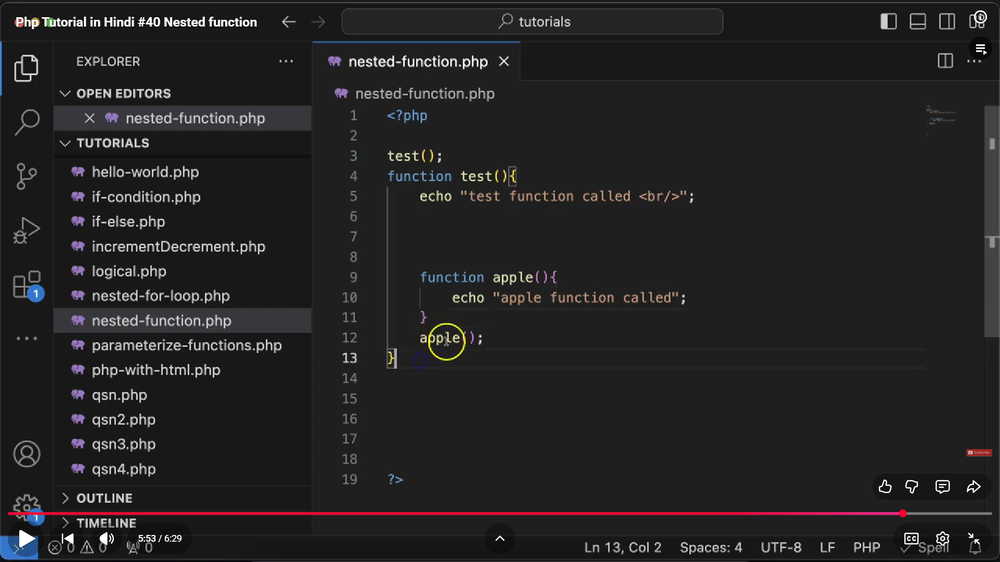 Php Tutorial in Hindi #40 Nested function
tutorials
EXPLORER
nested-function.php
OPEN EDITORS
nested-function.php
TUTORIALS
hello-world.php
if-condition.php
if-else.php
incrementDecrement.php
logical.php
nested-for-loop.php
nested-function.php
parameterize-functions.php
php-with-html.php
qsn.php
qsn2.php
qsn3.php
qsn4.php
OUTLINE
TIMELINE
1
1
nested-function.php
1 <?php
2
3 test();
4 function test(){
5 echo "test function called <br/>";
6
7
8
9 function apple(){
10 echo "apple function called";
11 }
12 apple();
13 }
14
15
16
17
18
19 ?>
Subscribe
5:53 / 6:29
0 0 0
Ln 13, Col 2 Spaces: 4 UTF-8 LF PHP Spell
CC